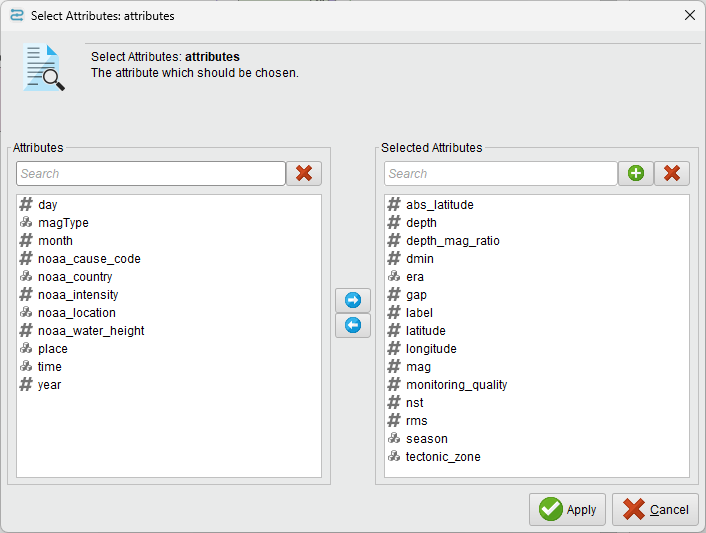 Select Attributes: attributes
Select Attributes: attributes
The attribute which should be chosen.
Attributes
Search
day
magType
month
noaa_cause_code
noaa_country
noaa_intensity
noaa_location
noaa_water_height
place
time
year
Selected Attributes
Search
abs_latitude
depth
depth_mag_ratio
dmin
era
gap
label
latitude
longitude
mag
monitoring_quality
nst
rms
season
tectonic_zone
Apply
Cancel